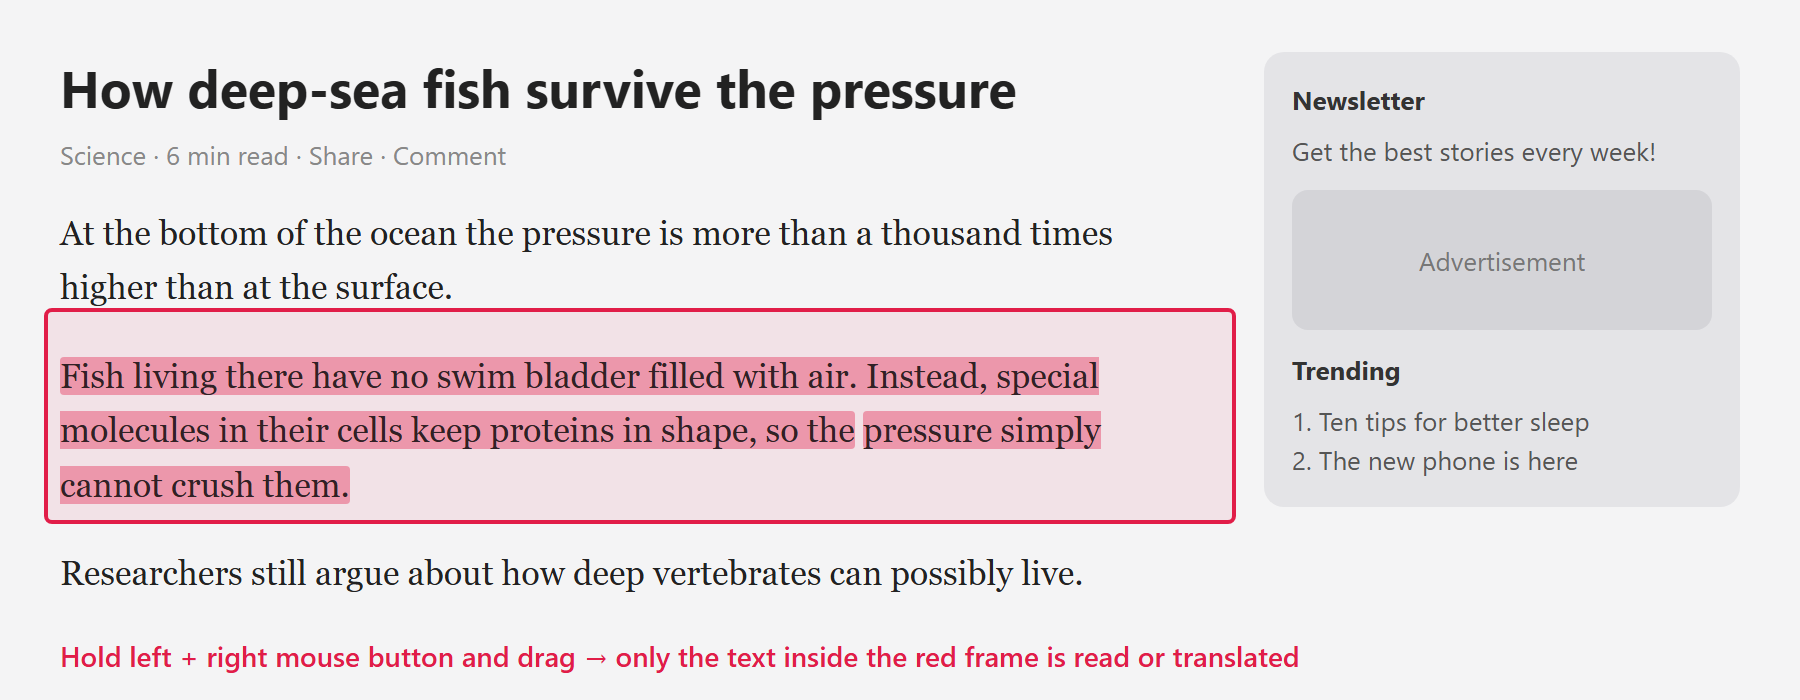 How deep-sea fish survive the pressure
Science · 6 min read · Share · Comment
At the bottom of the ocean the pressure is more than a thousand times
higher than at the surface.
Fish living there have no swim bladder filled with air. Instead, special
molecules in their cells keep proteins in shape, so the pressure simply
cannot crush them.
Researchers still argue about how deep vertebrates can possibly live.
Hold left + right mouse button and drag → only the text inside the red frame is read or translated
Newsletter
Get the best stories every week!
Advertisement
Trending
1. Ten tips for better sleep
2. The new phone is here